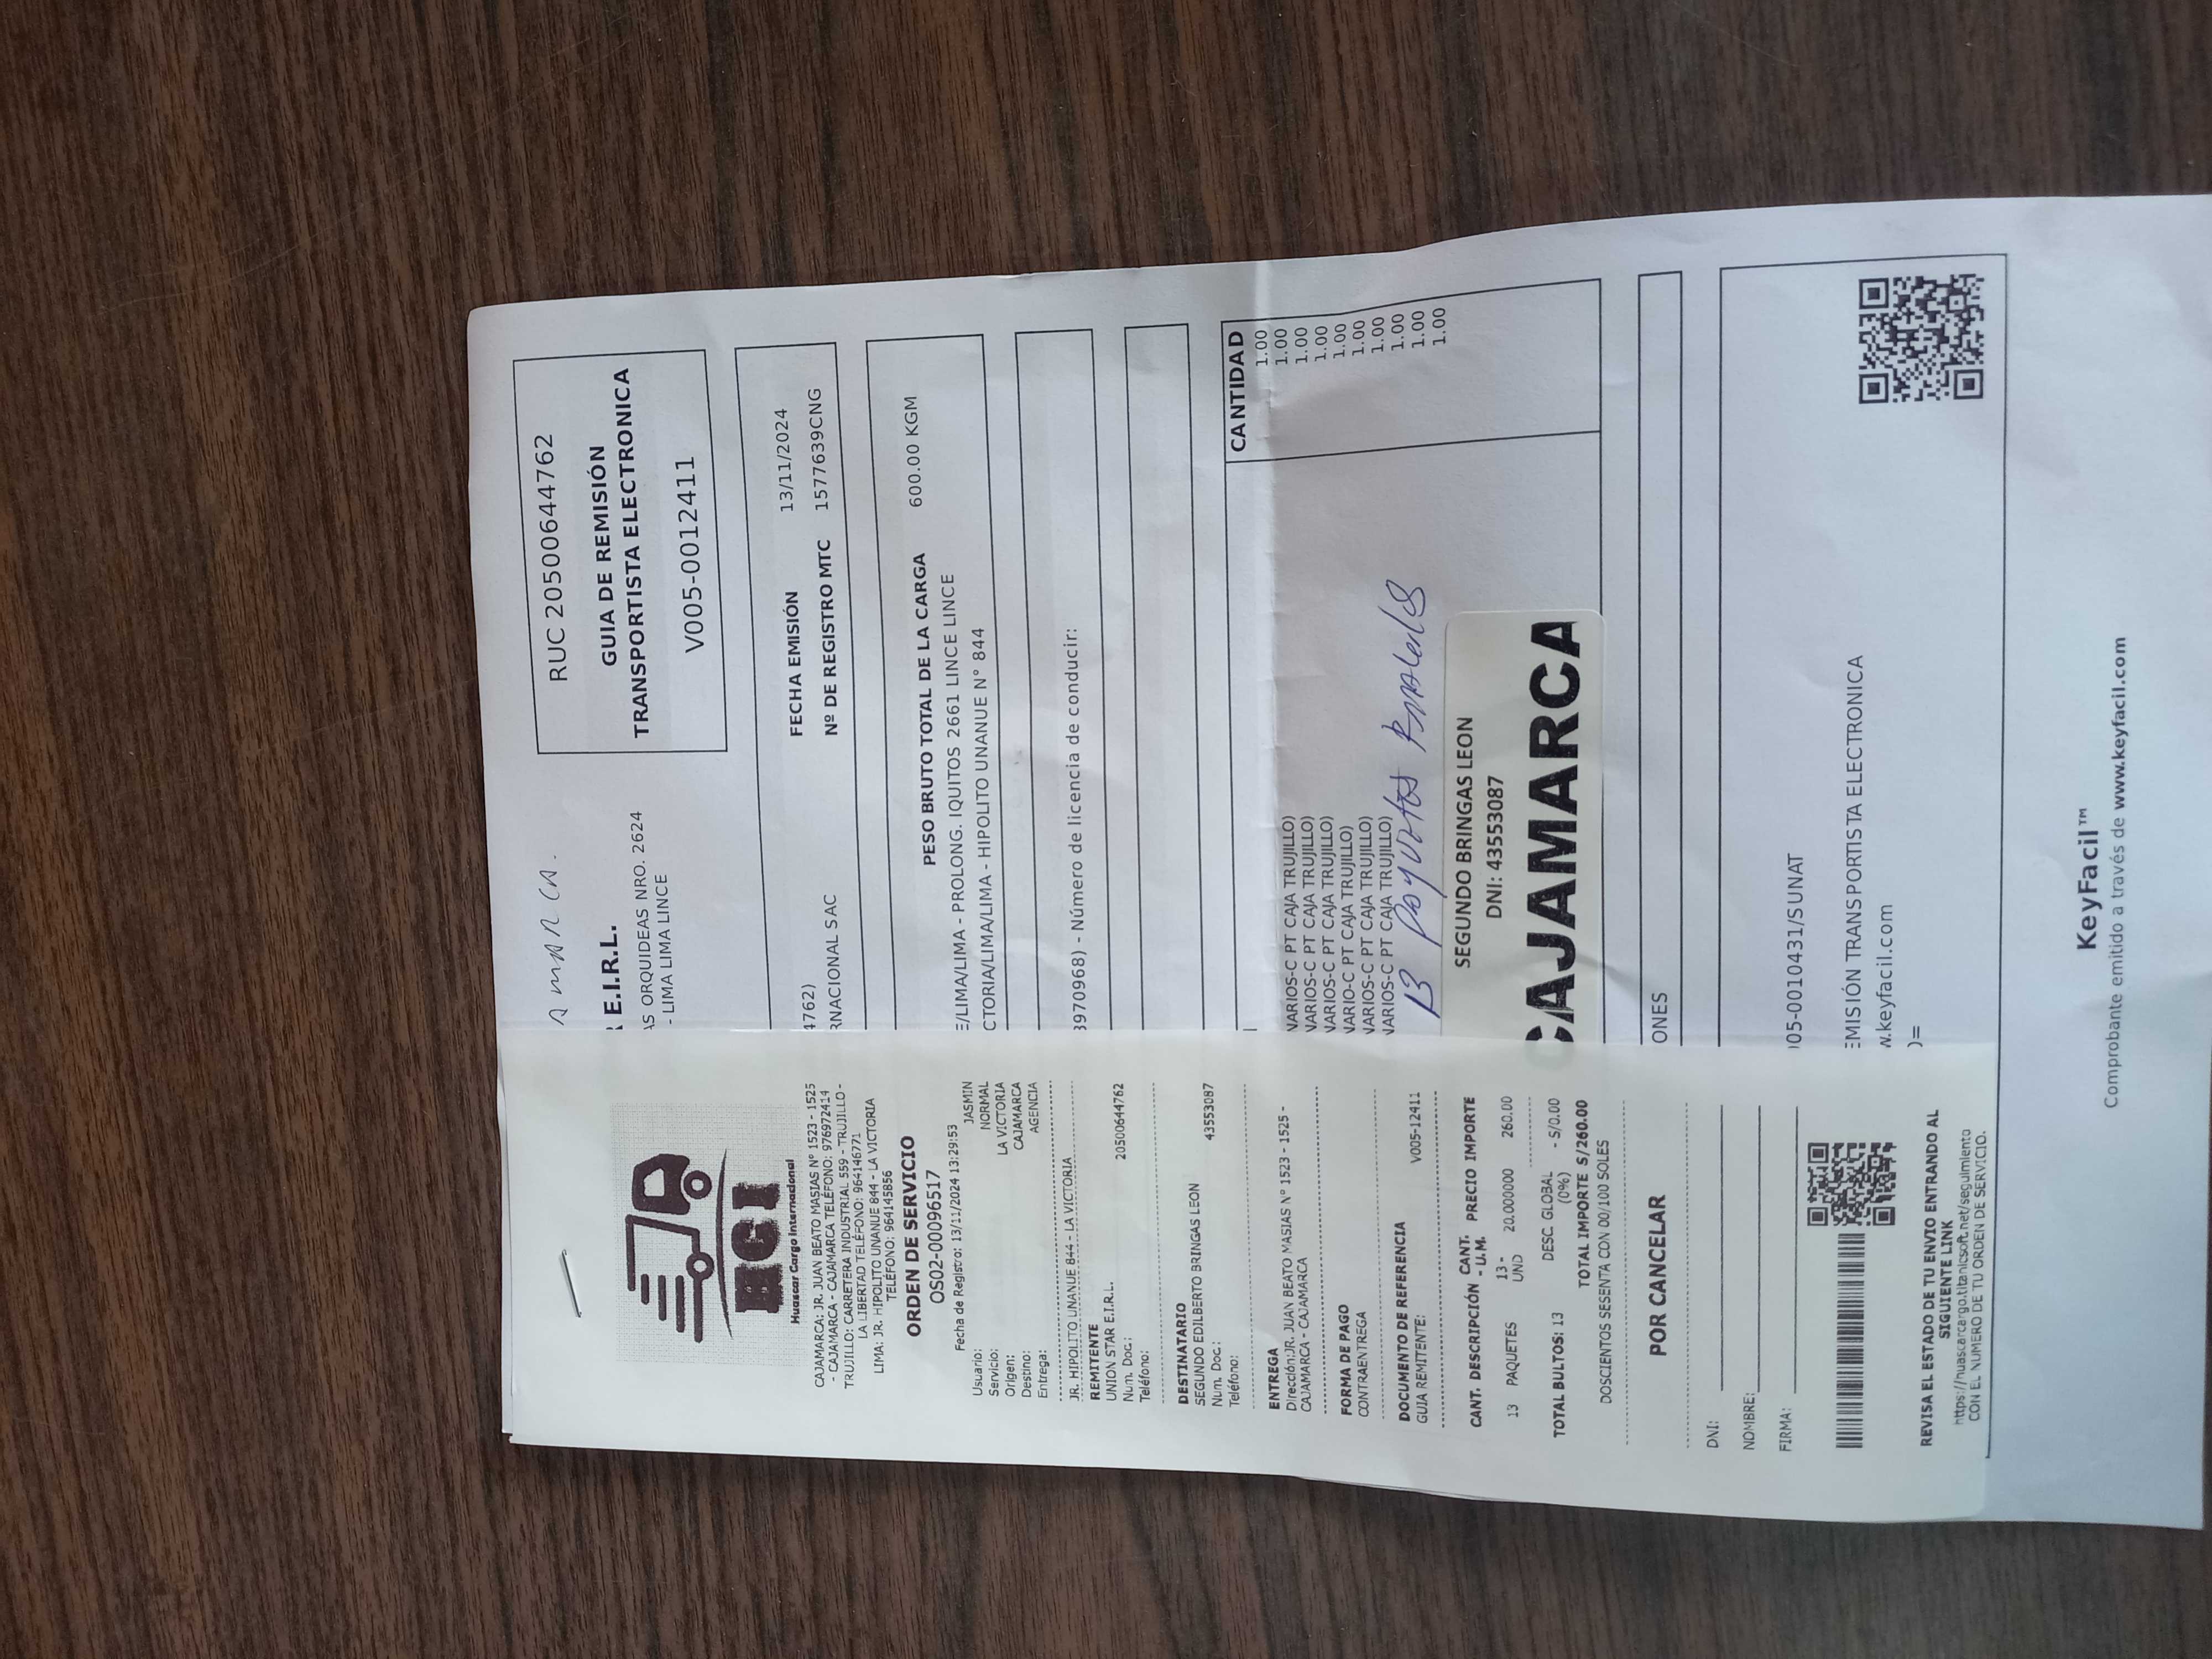 HCI
Huascar Cargo Internacional
CAJAMARCA: JR. JUAN BEATO MASIAS N° 1523 - 1525
- CAJAMARCA - CAJAMARCA TELÉFONO: 976972414
TRUJILLO: CARRETERA INDUSTRIAL 559 - TRUJILLO -
LA LIBERTAD TELÉFONO: 964146771
LIMA: JR. HIPOLITO UNANUE 844 - LA VICTORIA
TELÉFONO: 964145856
ORDEN DE SERVICIO
OS02-00096517
Fecha de Registro: 13/11/2024 13:29:53
Usuario: JASMIN
Servicio: NORMAL
Origen: LA VICTORIA
Destino: CAJAMARCA
Entrega: AGENCIA
JR. HIPOLITO UNANUE 844 - LA VICTORIA
REMITENTE
UNION STAR E.I.R.L.
Num. Doc.: 20500644762
Teléfono:
DESTINATARIO
SEGUNDO EDILBERTO BRINGAS LEON
Num. Doc.: 43553087
Teléfono:
ENTREGA
Dirección:JR. JUAN BEATO MASIAS N° 1523 - 1525 -
CAJAMARCA - CAJAMARCA
FORMA DE PAGO
CONTRAENTREGA
DOCUMENTO DE REFERENCIA
GUIA REMITENTE: V005-12411
CANT. DESCRIPCIÓN CANT. PRECIO IMPORTE
- U.M.
13 PAQUETES 13 - 20.000000 260.00
UND
TOTAL BULTOS: 13 DESC. GLOBAL - S/0.00
(0%)
TOTAL IMPORTE S/260.00
DOSCIENTOS SESENTA CON 00/100 SOLES
POR CANCELAR
DNI:
NOMBRE:
FIRMA:
REVISA EL ESTADO DE TU ENVIO ENTRANDO AL
SIGUIENTE LINK
https://huascarcargo.titanicsoft.net/seguimiento
CON EL NUMERO DE TU ORDEN DE SERVICIO.
AMARCA.
R E.I.R.L.
AS ORQUIDEAS NRO. 2624
- LIMA LIMA LINCE
RUC 20500644762
GUIA DE REMISIÓN
TRANSPORTISTA ELECTRONICA
V005-0012411
FECHA EMISIÓN 13/11/2024
4762) Nº DE REGISTRO MTC 1577639CNG
RNACIONAL SAC
PESO BRUTO TOTAL DE LA CARGA 600.00 KGM
E/LIMA/LIMA - PROLONG. IQUITOS 2661 LINCE LINCE
CTORIA/LIMA/LIMA - HIPOLITO UNANUE N° 844
3970968) - Número de licencia de conducir:
CANTIDAD
1.00
1.00
VARIOS-C PT CAJA TRUJILLO) 1.00
VARIOS-C PT CAJA TRUJILLO) 1.00
VARIOS-C PT CAJA TRUJILLO) 1.00
VARIO-C PT CAJA TRUJILLO) 1.00
VARIOS-C PT CAJA TRUJILLO) 1.00
VARIOS-C PT CAJA TRUJILLO) 1.00
1.00
1.00
13 Paquetes
SEGUNDO BRINGAS LEON
DNI: 43553087
CAJAMARCA
ONES
005-0010431/SUNAT
EMISIÓN TRANSPORTISTA ELECTRONICA
w.keyfacil.com
)=
KeyFacil™
Comprobante emitido a través de www.keyfacil.com